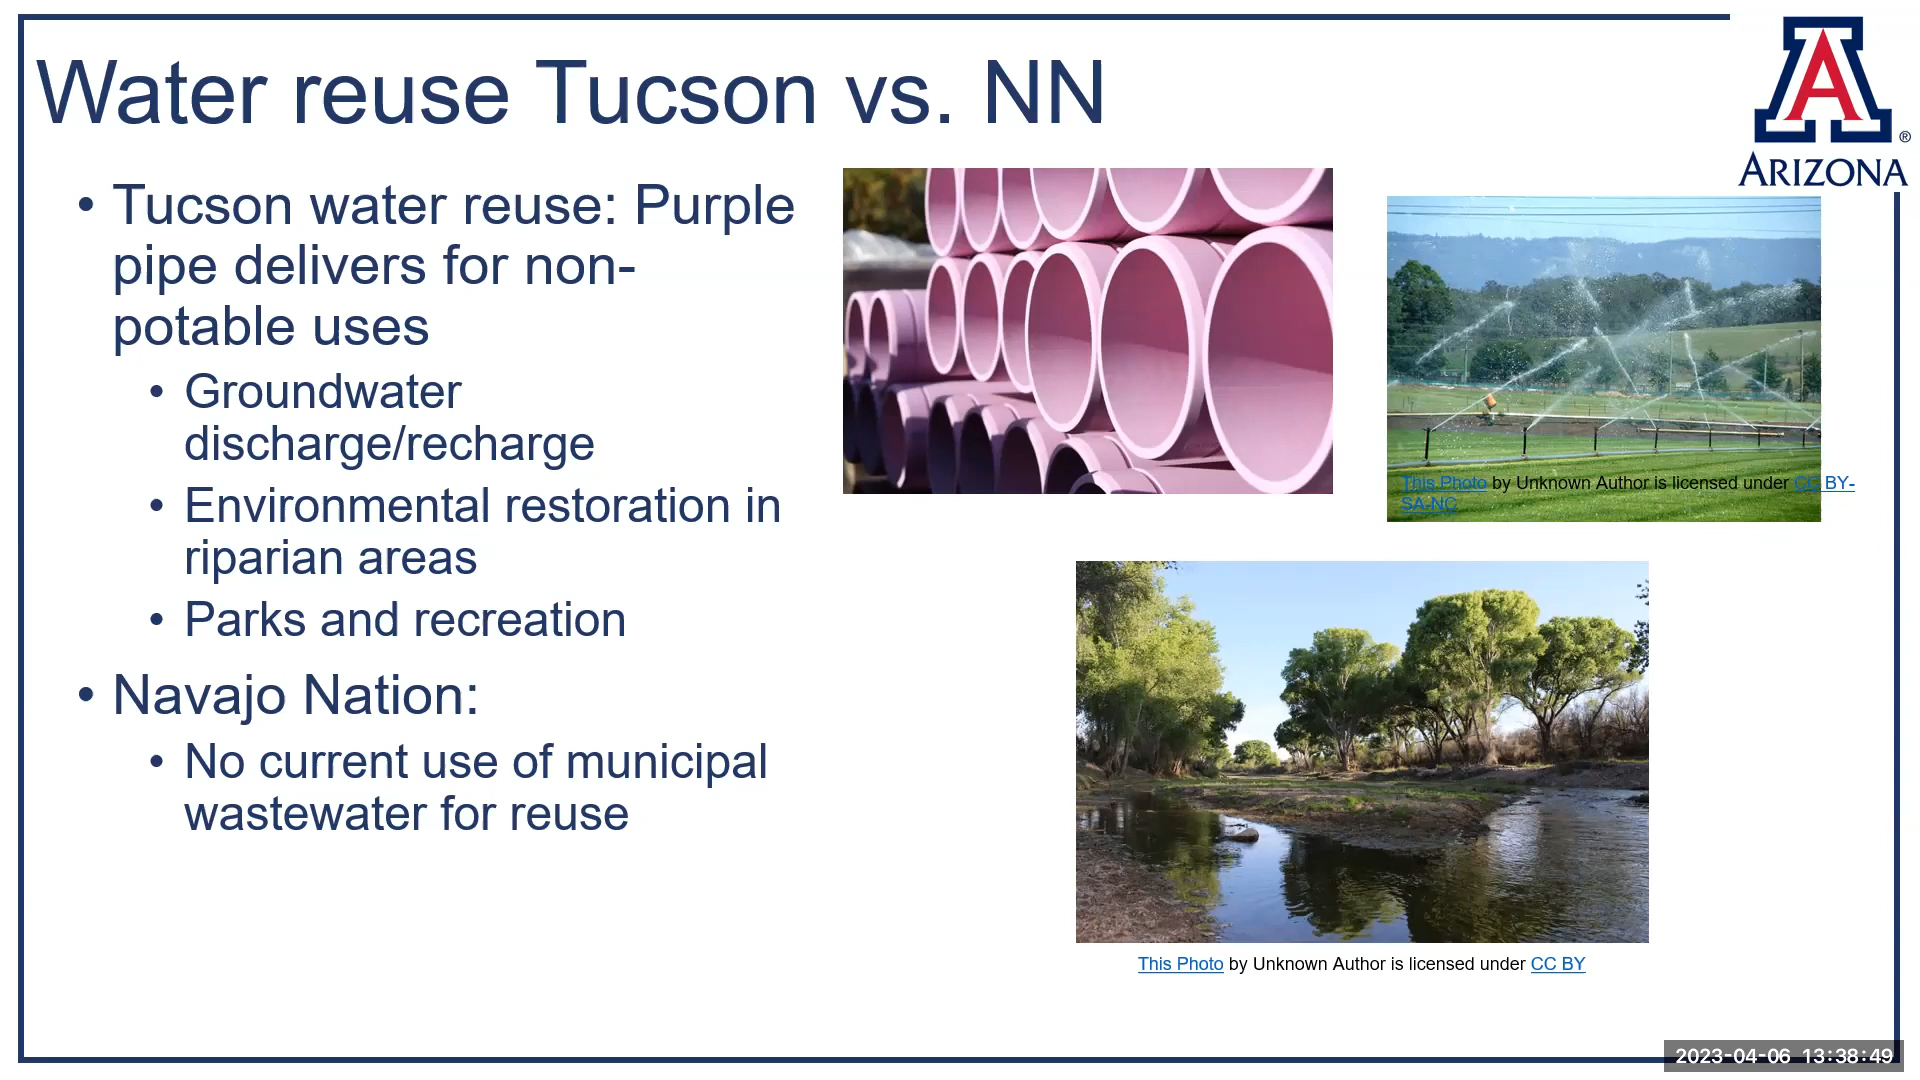 Water reuse Tucson vs. NN
• Tucson water reuse: Purple
pipe delivers for non-
potable uses
• Groundwater
discharge/recharge
• Environmental restoration in
riparian areas
• Parks and recreation
• Navajo Nation:
• No current use of municipal
wastewater for reuse
A
®
ARIZONA
This Photo by Unknown Author is licensed under CC BY-
SA-NC
This Photo by Unknown Author is licensed under CC BY
2023-04-06 13:38:49